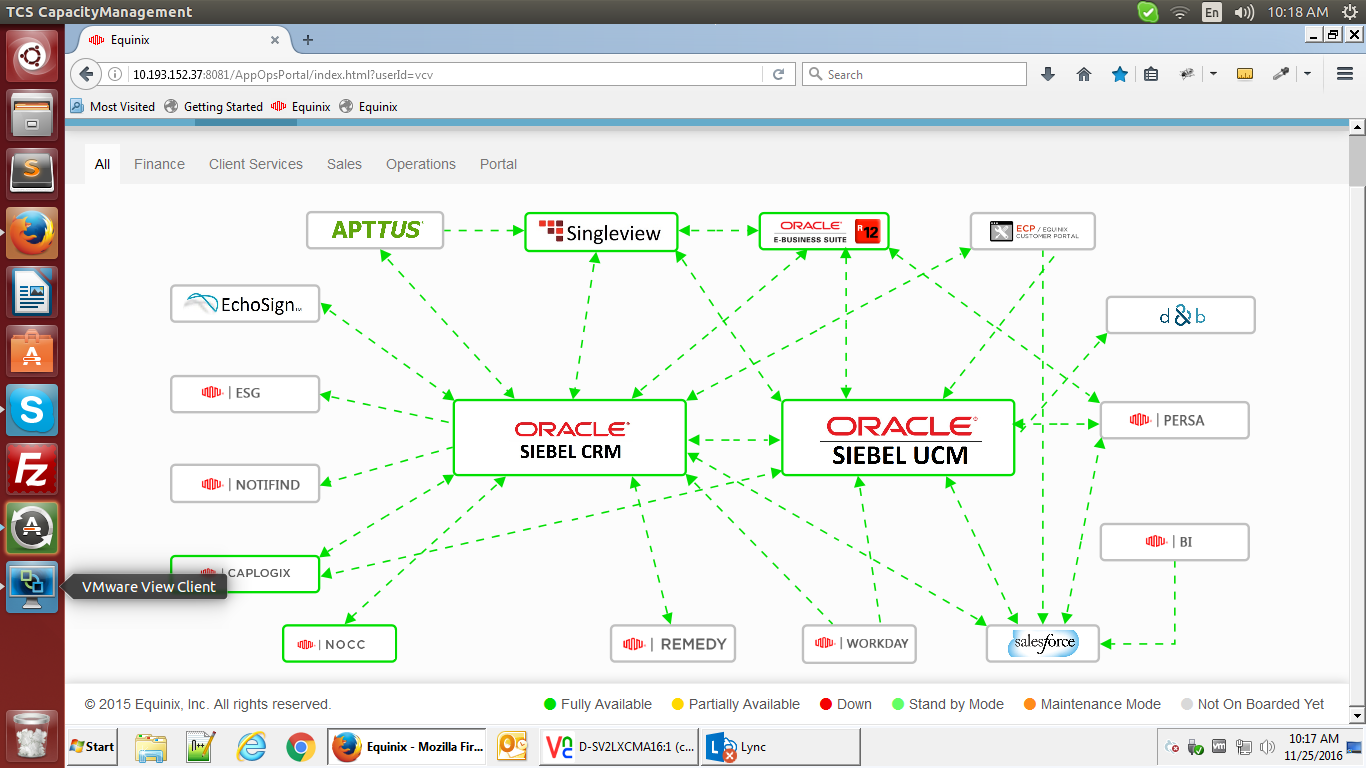 TCS CapacityManagement
En
10:18 AM
Equinix
10.193.152.37:8081/AppOpsPortal/index.html?userId=vcv
Search
Most Visited
Getting Started
Equinix
Equinix
All
Finance
Client Services
Sales
Operations
Portal
APTTUS
Singleview
ORACLE
E-BUSINESS SUITE
R12
ECP / EQUINIX
CUSTOMER PORTAL
EchoSign
d&b
ESG
ORACLE
SIEBEL CRM
ORACLE
SIEBEL UCM
PERSA
NOTIFIND
BI
CAPLOGIX
VMware View Client
NOCC
REMEDY
WORKDAY
salesforce
© 2015 Equinix, Inc. All rights reserved.
Fully Available
Partially Available
Down
Stand by Mode
Maintenance Mode
Not On Boarded Yet
Start
Equinix - Mozilla Fir...
D-SV2LXCMA16:1 (c...
Lync
10:17 AM
11/25/2016